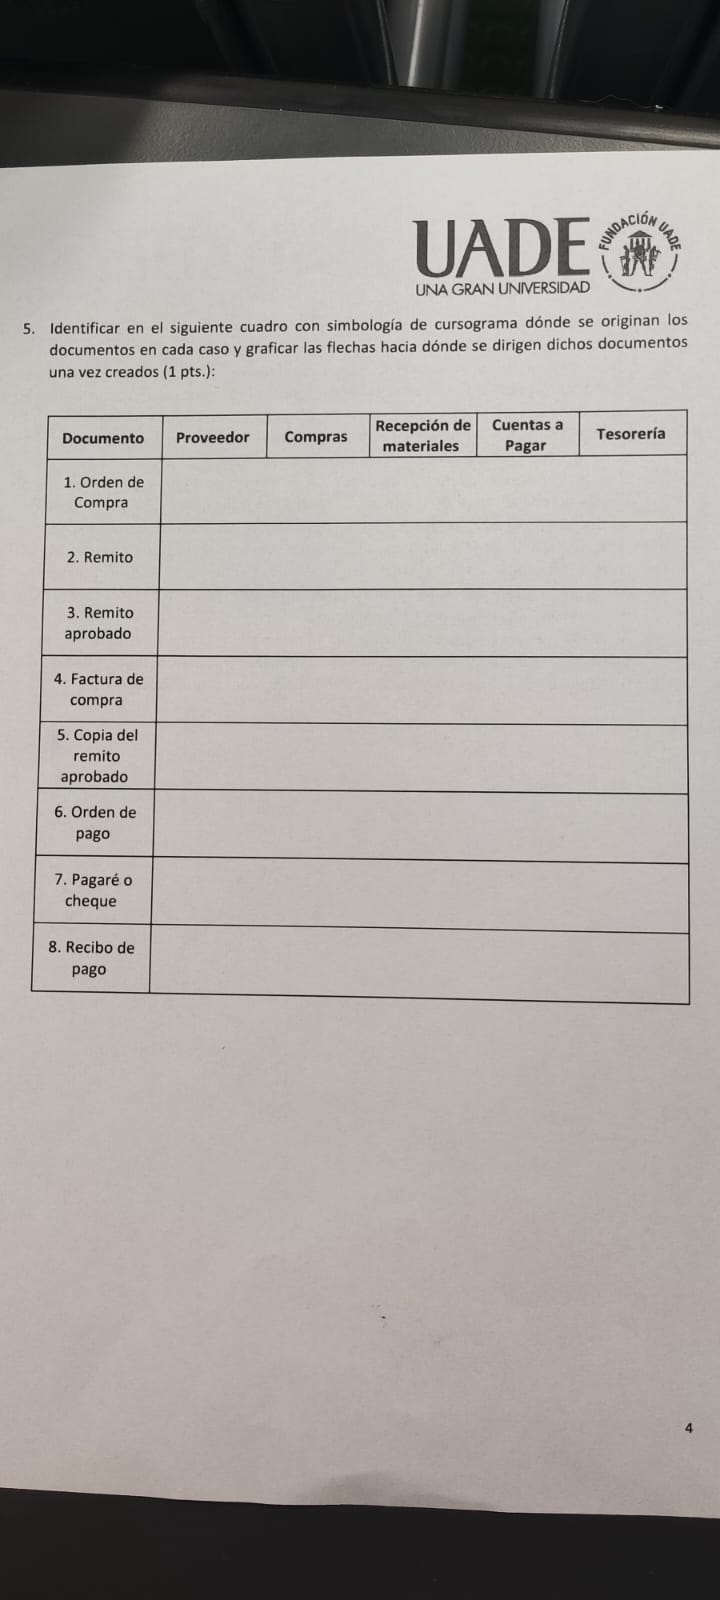 UADE
UNA GRAN UNIVERSIDAD
FUNDACIÓN UADE
5. Identificar en el siguiente cuadro con simbología de cursograma dónde se originan los
documentos en cada caso y graficar las flechas hacia dónde se dirigen dichos documentos
una vez creados (1 pts.):
Documento Proveedor Compras Recepción de materiales Cuentas a Pagar Tesorería
1. Orden de
Compra
2. Remito
3. Remito
aprobado
4. Factura de
compra
5. Copia del
remito
aprobado
6. Orden de
pago
7. Pagaré o
cheque
8. Recibo de
pago
4